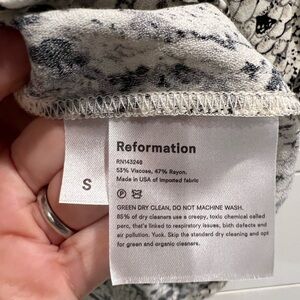 Reformation
RN143246
53% Viscose, 47% Rayon.
Made in USA of imported fabric
S
P
GREEN DRY CLEAN, DO NOT MACHINE WASH.
85% of dry cleaners use a creepy, toxic chemical called
perc, that's linked to respiratory issues, birth defects and
air pollution. Yuck. Skip the standard dry cleaning and opt
for green and organic cleaners.